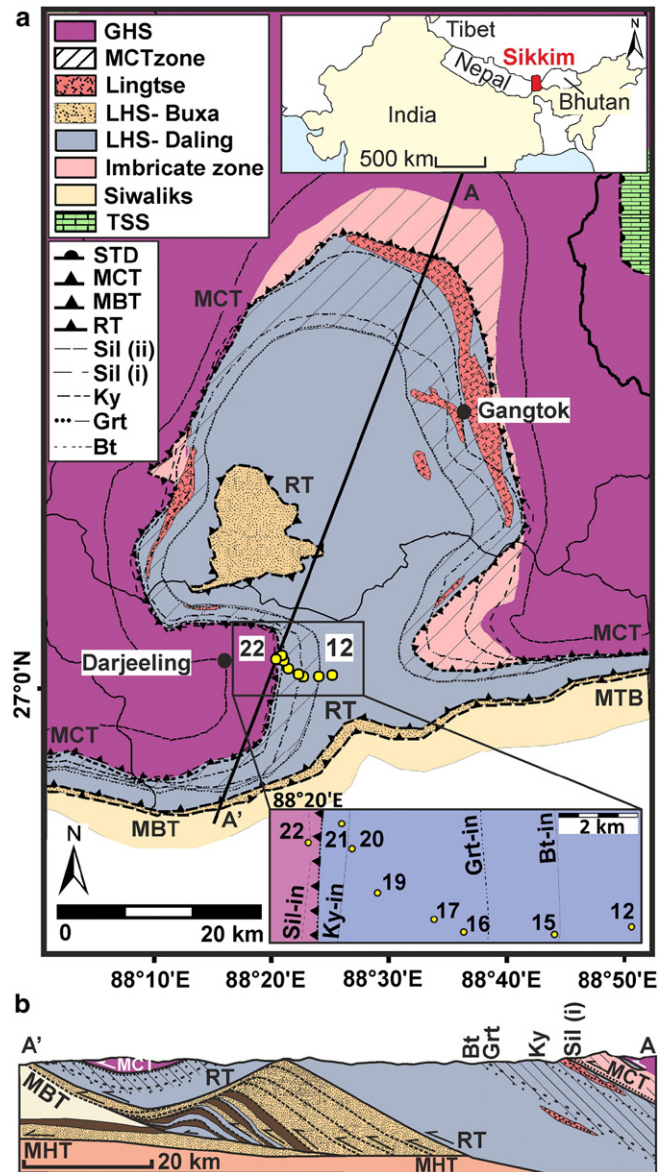 a
GHS
MCTzone
Lingtse
LHS- Buxa
LHS- Daling
Imbricate zone
Siwaliks
TSS
STD
MCT
MBT
RT
Sil (ii)
Sil (i)
Ky
Grt
Bt
Tibet
N
Sikkim
Nepal
Bhutan
India
500 km
A
MCT
Gangtok
RT
MCT
22
12
Darjeeling
27°0'N
RT
MTB
MCT
MBT
A'
88°20'E
N
0
20 km
22
21
20
19
17
16
15
12
Sil-in
Ky-in
Grt-in
Bt-in
2 km
88°10'E
88°20'E
88°30'E
88°40'E
88°50'E
b
A'
Bt
Grt
Ky
Sil (i)
A
MCT
RT
MCT
MBT
RT
MHT
20 km
MHT